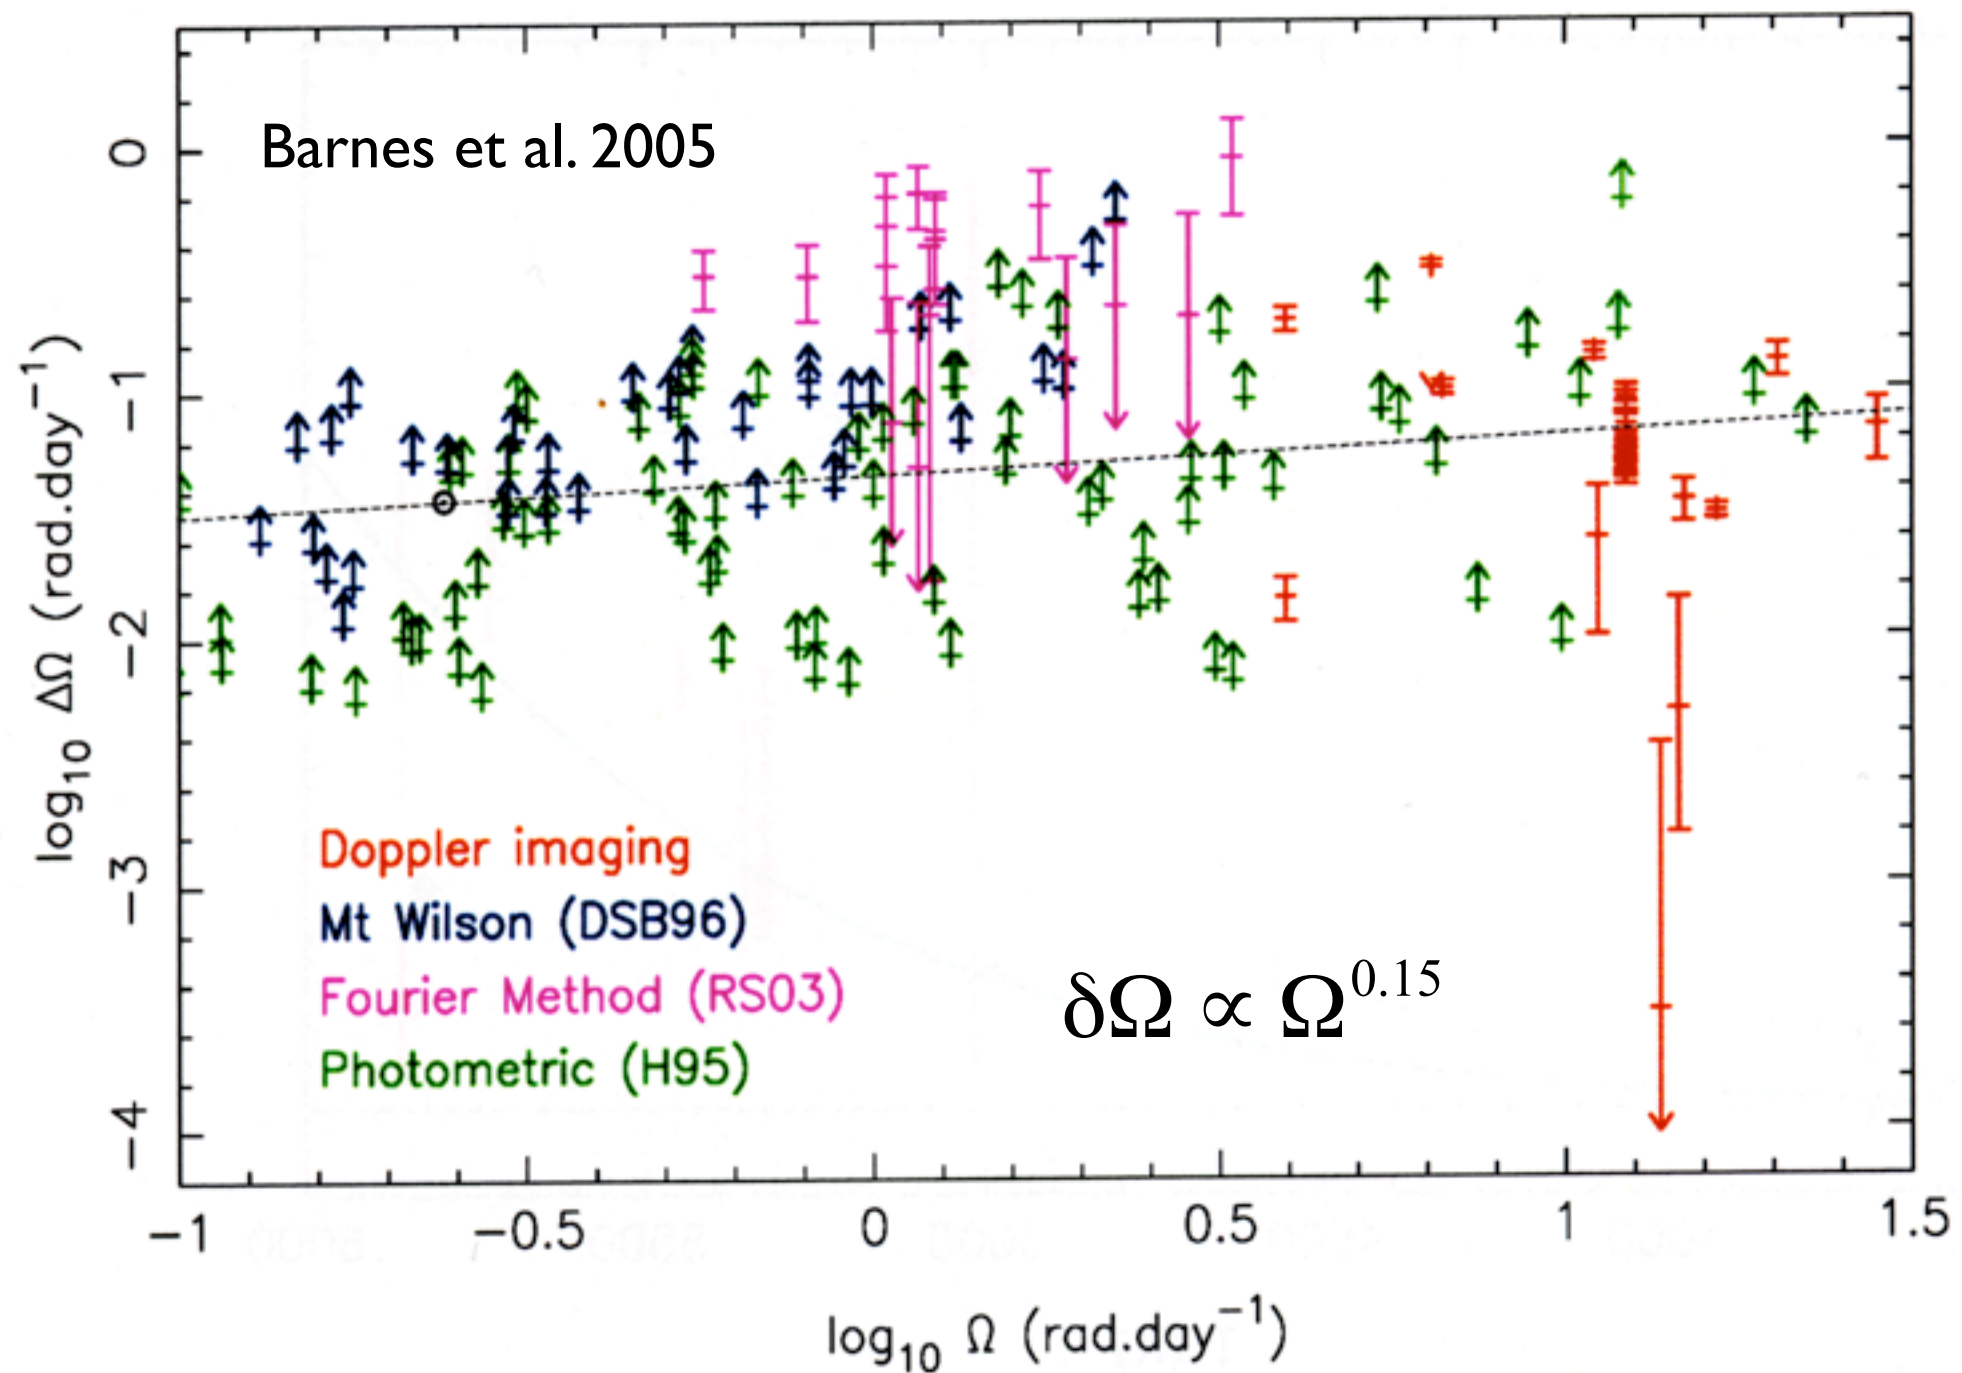 Barnes et al. 2005
0
−1
−2
−3
−4
log10 ΔΩ (rad.day−1)
Doppler imaging
Mt Wilson (DSB96)
Fourier Method (RS03)
Photometric (H95)
δΩ ∝ Ω^0.15
−1 −0.5 0 0.5 1 1.5
log10 Ω (rad.day−1)